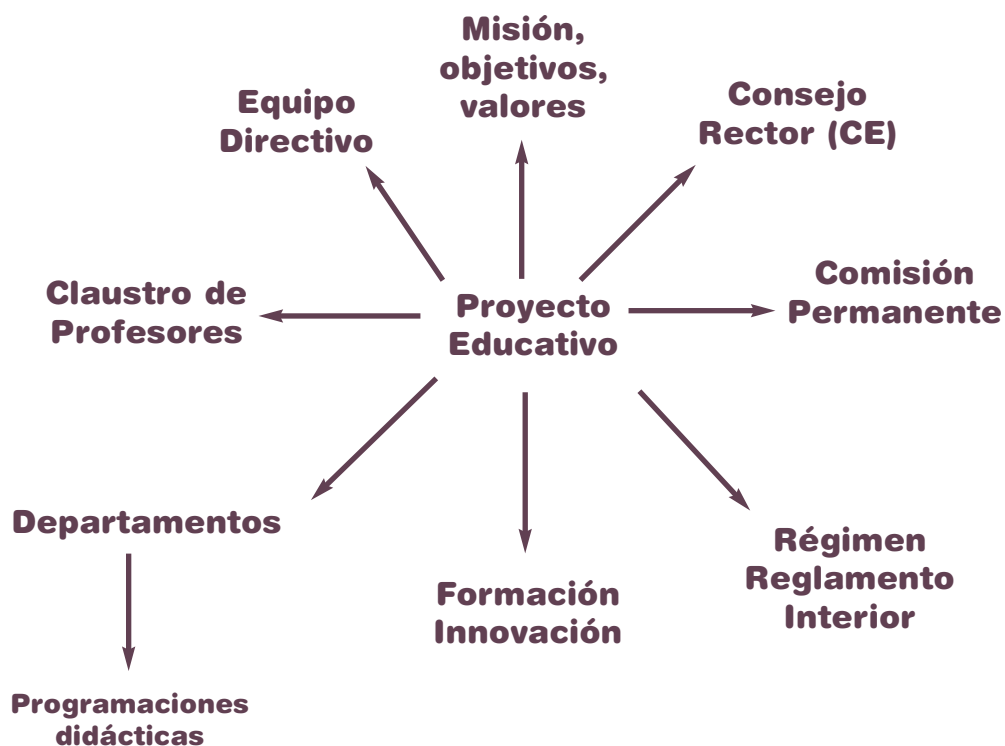 Misión,
objetivos,
valores
Equipo
Directivo
Consejo
Rector (CE)
Claustro de
Profesores
Proyecto
Educativo
Comisión
Permanente
Departamentos
Formación
Innovación
Régimen
Reglamento
Interior
Programaciones
didácticas